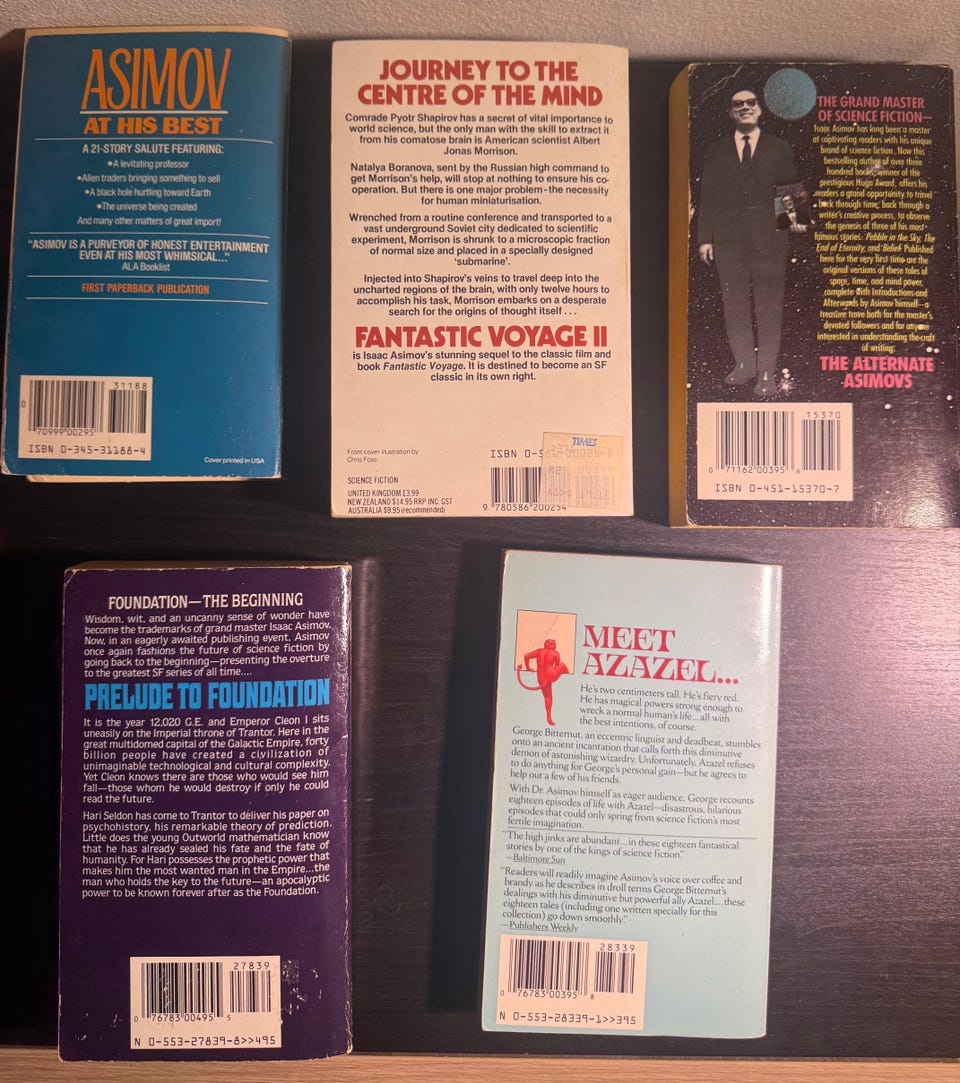 ASIMOV
AT HIS BEST
A 21-STORY SALUTE FEATURING:
•A levitating professor
•Alien traders bringing something to sell
•A black hole hurtling toward Earth
•The universe being created
And many other matters of great import!
"ASIMOV IS A PURVEYOR OF HONEST ENTERTAINMENT
EVEN AT HIS MOST WHIMSICAL..."
ALA Booklist
FIRST PAPERBACK PUBLICATION
31188
0
70999 00295
ISBN 0-345-31188-4
Cover printed in USA
JOURNEY TO THE
CENTRE OF THE MIND
Comrade Pyotr Shapirov has a secret of vital importance to
world science, but the only man with the skill to extract it
from his comatose brain is American scientist Albert
Jonas Morrison.
Natalya Boranova, sent by the Russian high command to
get Morrison's help, will stop at nothing to ensure his co-
operation. But there is one major problem - the necessity
for human miniaturisation.
Wrenched from a routine conference and transported to a
vast underground Soviet city dedicated to scientific
experiment, Morrison is shrunk to a microscopic fraction
of normal size and placed in a specially designed
'submarine'.
Injected into Shapirov's veins to travel deep into the
uncharted regions of the brain, with only twelve hours to
accomplish his task, Morrison embarks on a desperate
search for the origins of thought itself . . .
FANTASTIC VOYAGE II
is Isaac Asimov's stunning sequel to the classic film and
book Fantastic Voyage. It is destined to become an SF
classic in its own right.
Front cover illustration by
Chris Foss
ISBN 0-5
TIMES
SCIENCE FICTION
UNITED KINGDOM £3.99
NEW ZEALAND $14.95 RRP INC. GST
AUSTRALIA $9.95 (recommended)
9 780586 200254
THE GRAND MASTER
OF SCIENCE FICTION—
Isaac Asimov has long been a master
at captivating readers with his unique
brand of science fiction. Now this
bestselling author of over three
hundred books, winner of the
prestigious Hugo Award, offers his
readers a grand opportunity to travel
back through time, back through a
writer's creative process, to observe
the genesis of three of his most
famous stories: Pebble in the Sky, The
End of Eternity, and Belief. Published
here for the very first time are the
original versions of these tales of
space, time, and mind power,
complete with Introductions and
Afterwords by Asimov himself—a
treasure trove both for the master's
devoted followers and for anyone
interested in understanding the craft
of writing.
THE ALTERNATE
ASIMOVS
15370
0 71162 00395 8
ISBN 0-451-15370-7
FOUNDATION—THE BEGINNING
Wisdom, wit, and an uncanny sense of wonder have
become the trademarks of grand master Isaac Asimov.
Now, in an eagerly awaited publishing event, Asimov
once again fashions the future of science fiction by
going back to the beginning—presenting the overture
to the greatest SF series of all time....
PRELUDE TO FOUNDATION
It is the year 12,020 G.E. and Emperor Cleon I sits
uneasily on the Imperial throne of Trantor. Here in the
great multidomed capital of the Galactic Empire, forty
billion people have created a civilization of
unimaginable technological and cultural complexity.
Yet Cleon knows there are those who would see him
fall—those whom he would destroy if only he could
read the future.
Hari Seldon has come to Trantor to deliver his paper on
psychohistory, his remarkable theory of prediction.
Little does the young Outworld mathematician know
that he has already sealed his fate and the fate of
humanity. For Hari possesses the prophetic power that
makes him the most wanted man in the Empire...the
man who holds the key to the future—an apocalyptic
power to be known forever after as the Foundation.
27839
0 76783 00495 5
N 0-553-27839-8>>495
MEET
AZAZEL...
He's two centimeters tall. He's fiery red.
He has magical powers strong enough to
wreck a normal human's life...all with
the best intentions, of course.
George Bitternut, an eccentric linguist and deadbeat, stumbles
onto an ancient incantation that calls forth this diminutive
demon of astonishing wizardry. Unfortunately, Azazel refuses
to do anything for George's personal gain—but he agrees to
help out a few of his friends.
With Dr. Asimov himself as eager audience, George recounts
eighteen episodes of life with Azazel—disastrous, hilarious
episodes that could only spring from science fiction's most
fertile imagination.
"The high jinks are abundant...in these eighteen fantastical
stories by one of the kings of science fiction."
—Baltimore Sun
"Readers will readily imagine Asimov's voice over coffee and
brandy as he describes in droll terms George Bitternut's
dealings with his diminutive but powerful ally Azazel....these
eighteen tales (including one written specially for this
collection) go down smoothly."
—Publishers Weekly
28339
0 76783 00395 8
N 0-553-28339-1>>395